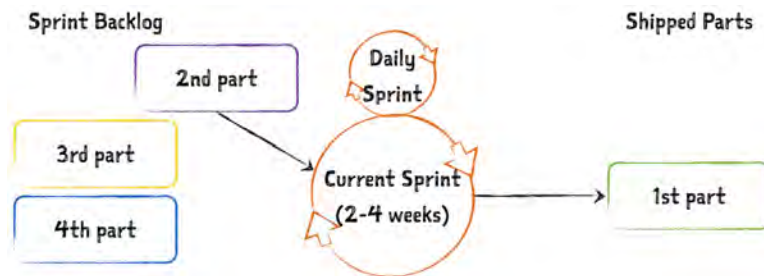 Sprint Backlog
Shipped Parts
Daily
Sprint
2nd part
3rd part
Current Sprint
(2-4 weeks)
1st part
4th part